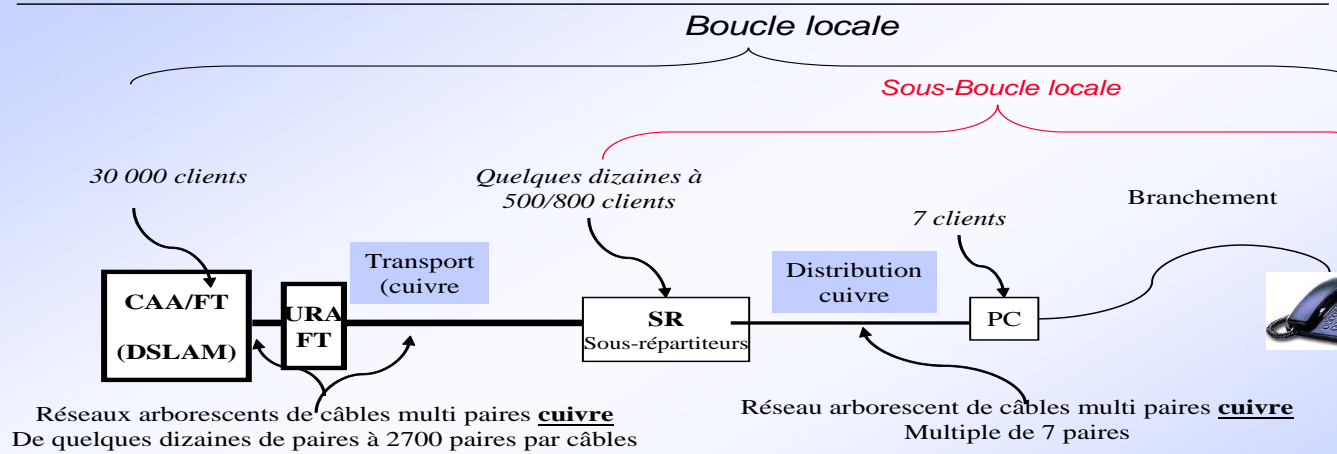 Boucle locale
Sous-Boucle locale
30 000 clients
Quelques dizaines à
500/800 clients
7 clients
Branchement
Transport
(cuivre
Distribution
cuivre
CAA/FT
(DSLAM)
URA
FT
SR
Sous-répartiteurs
PC
Réseaux arborescents de câbles multi paires cuivre
De quelques dizaines de paires à 2700 paires par câbles
Réseau arborescent de câbles multi paires cuivre
Multiple de 7 paires